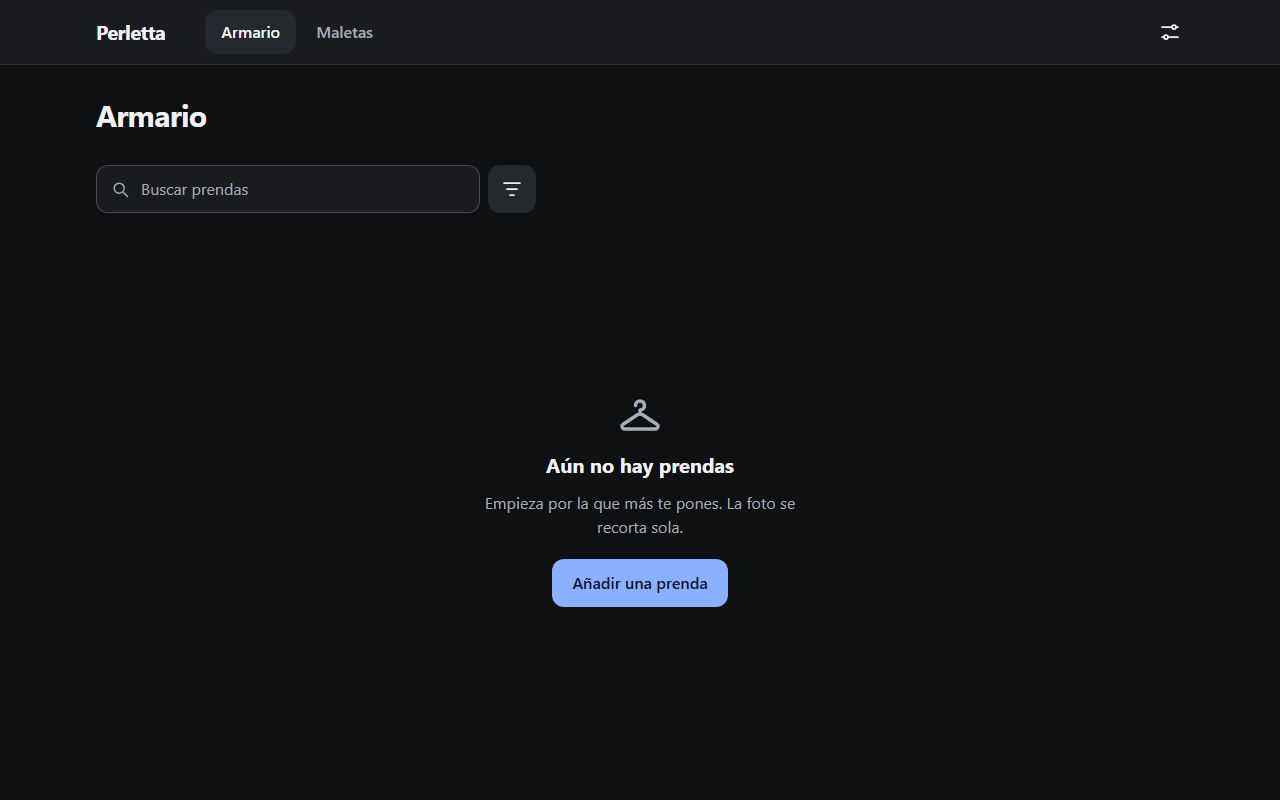 Perletta
Armario
Maletas
Armario
Buscar prendas
Aún no hay prendas
Empieza por la que más te pones. La foto se
recorta sola.
Añadir una prenda